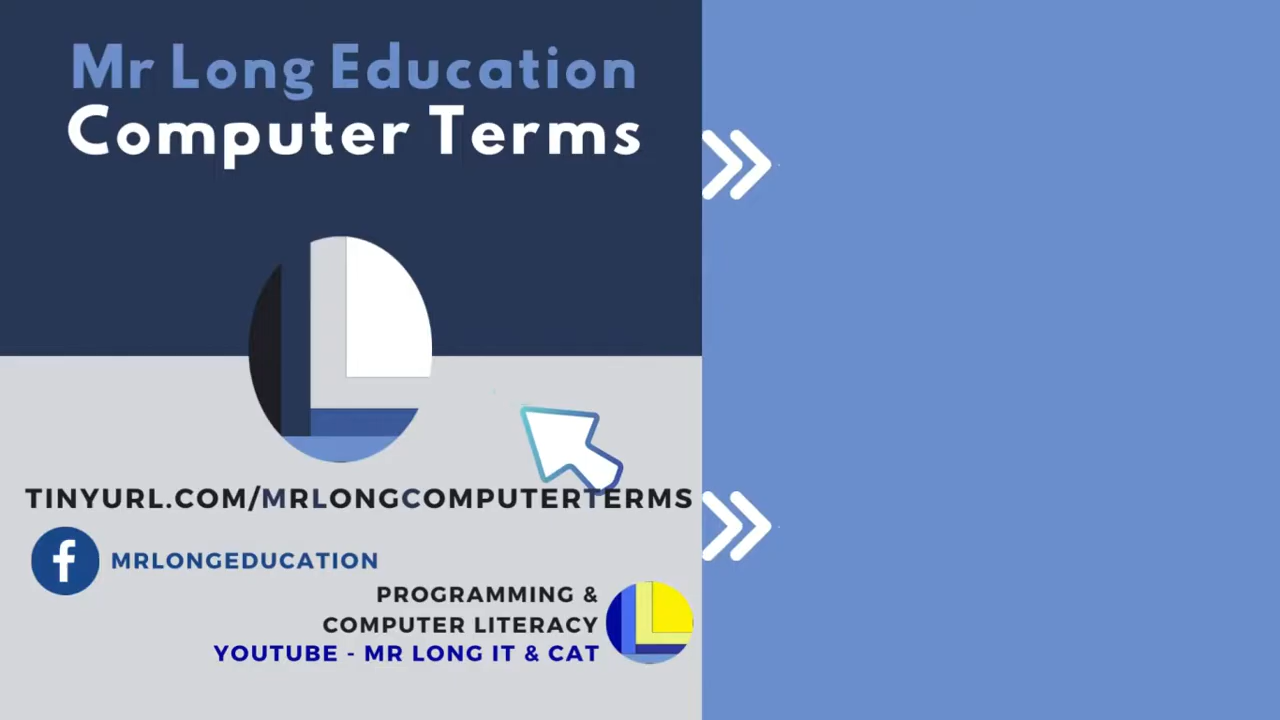 Mr Long Education
Computer Terms
TINYURL.COM/MRLONGCOMPUTERTERMS
MRLONGEDUCATION
PROGRAMMING &
COMPUTER LITERACY
YOUTUBE - MR LONG IT & CAT